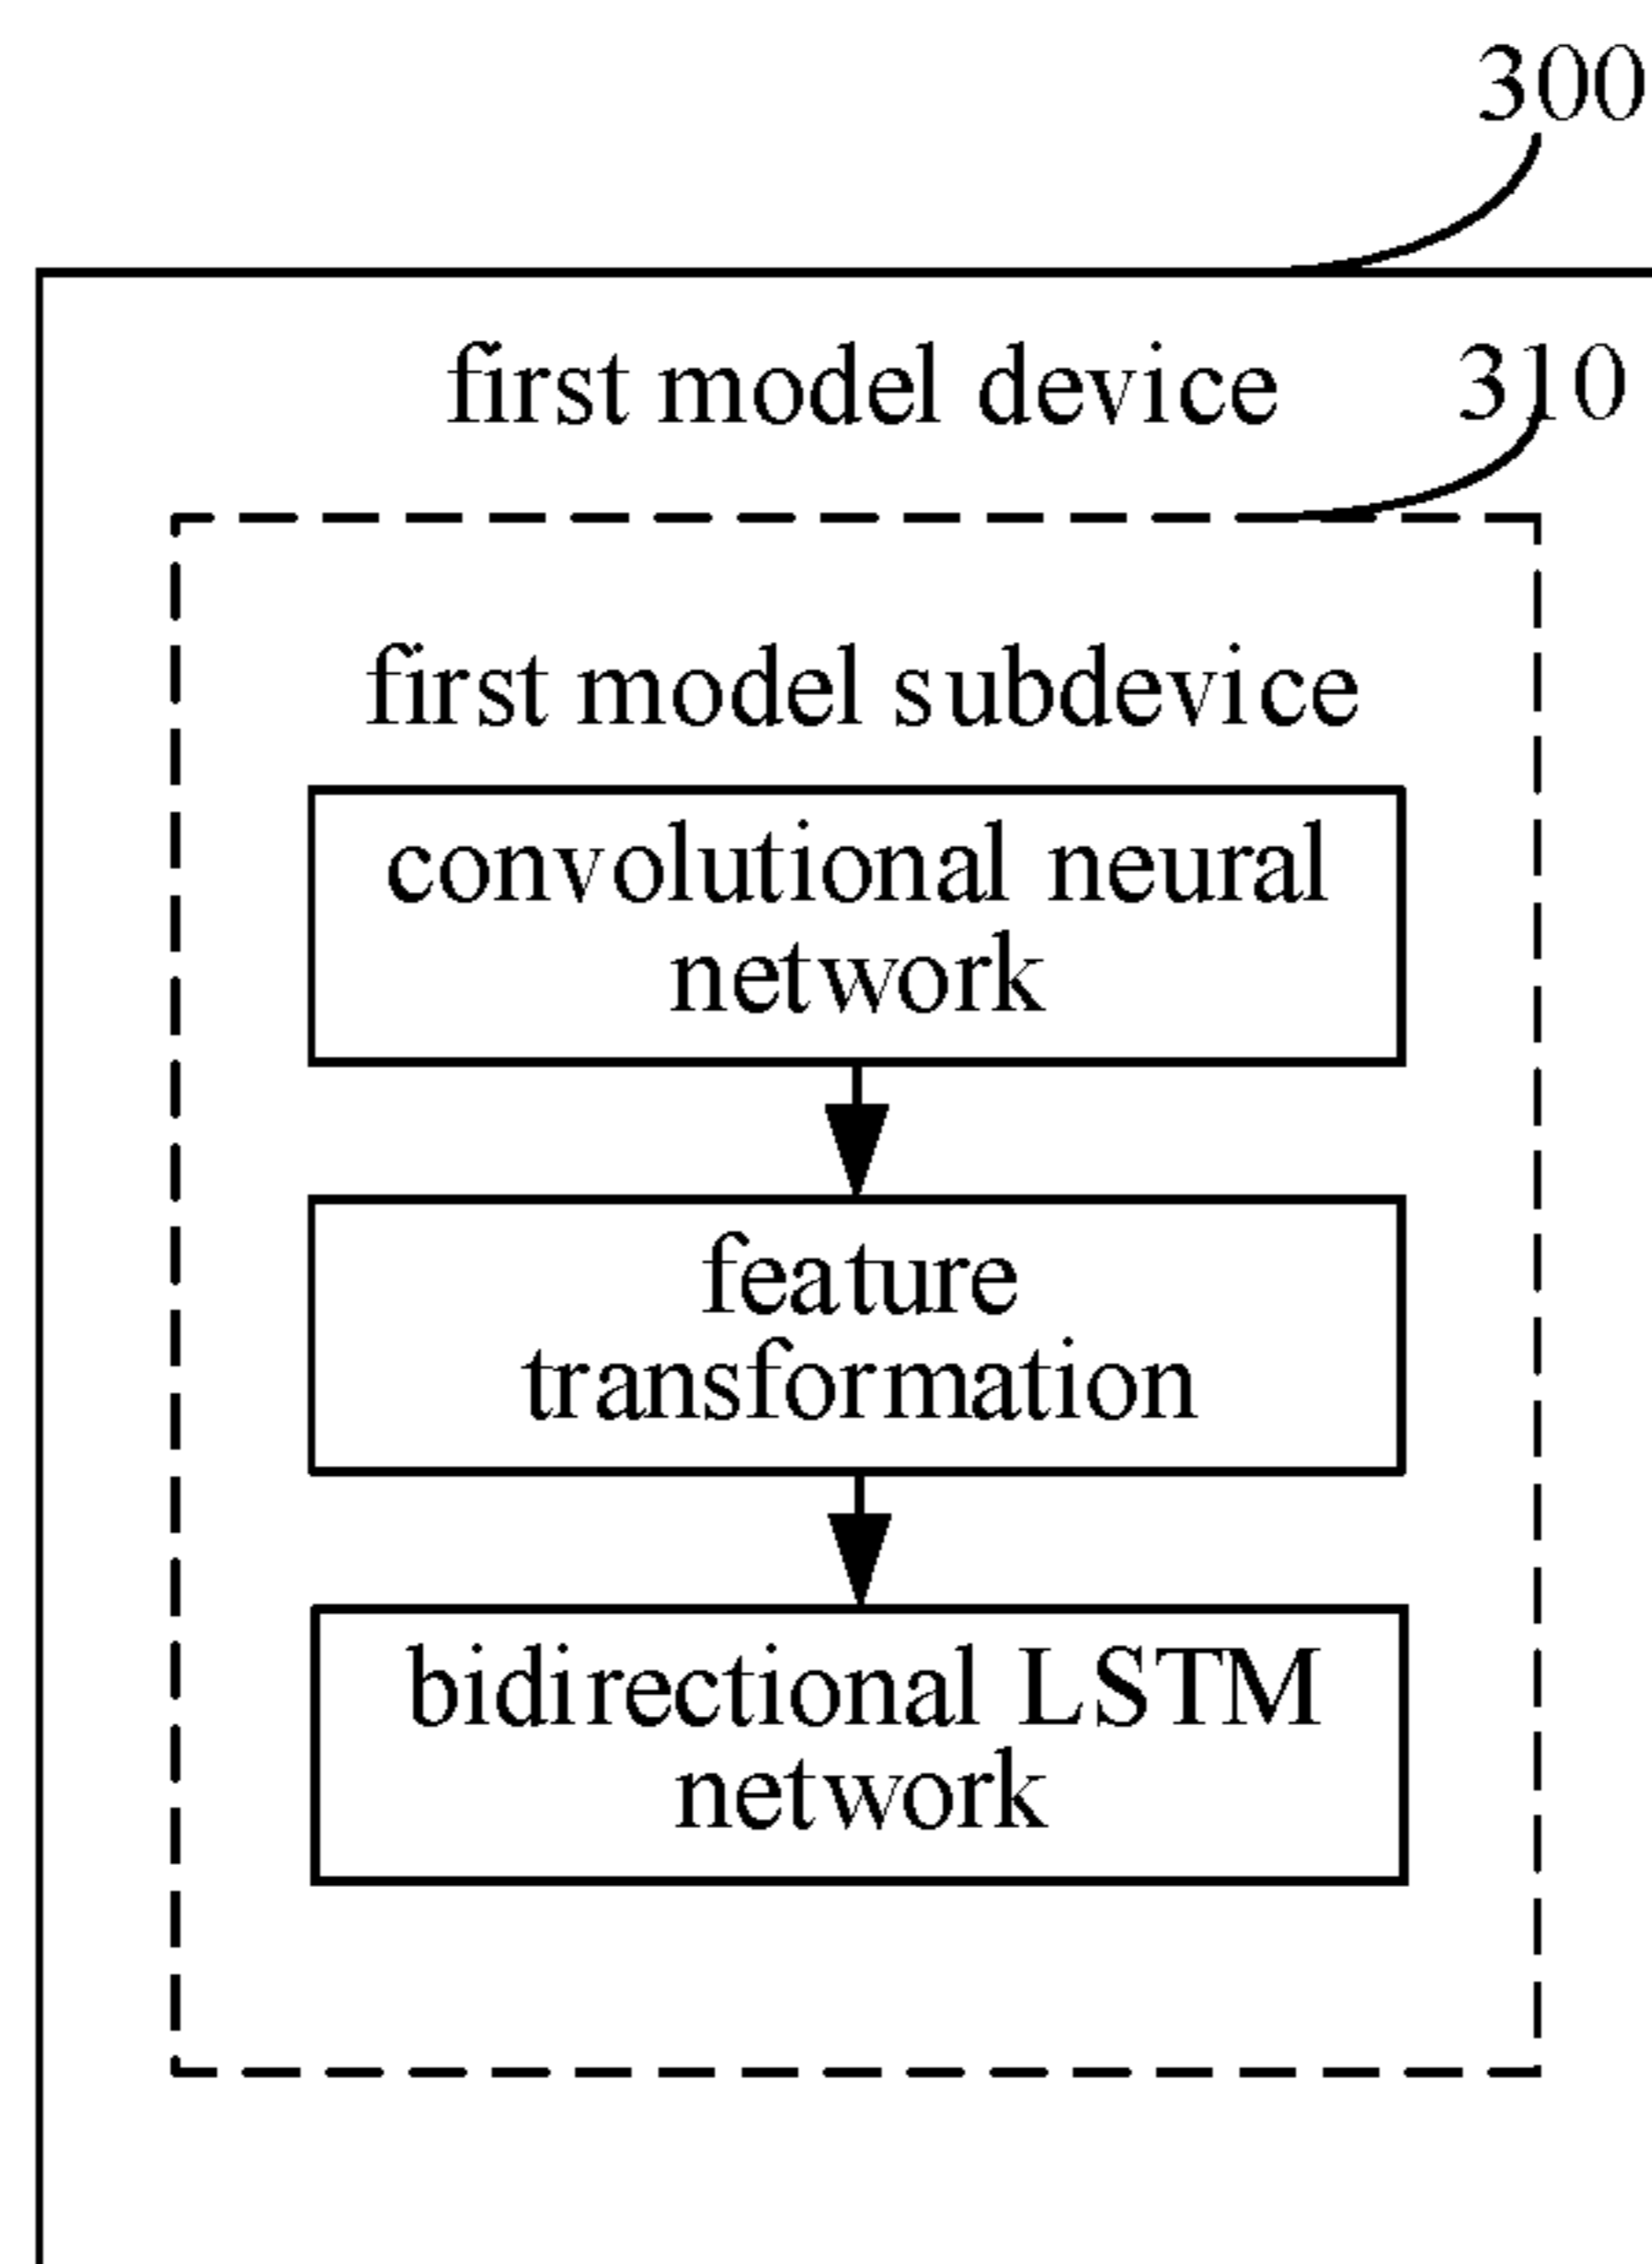 300
first model device
310
first model subdevice
convolutional neural
network
feature
transformation
bidirectional LSTM
network